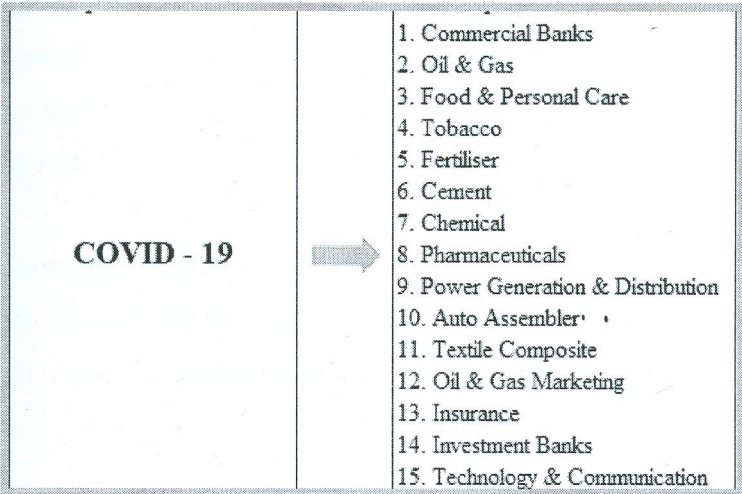 COVID - 19
1. Commercial Banks
2. Oil & Gas
3. Food & Personal Care
4. Tobacco
5. Fertiliser
6. Cement
7. Chemical
8. Pharmaceuticals
9. Power Generation & Distribution
10. Auto Assembler
11. Textile Composite
12. Oil & Gas Marketing
13. Insurance
14. Investment Banks
15. Technology & Communication